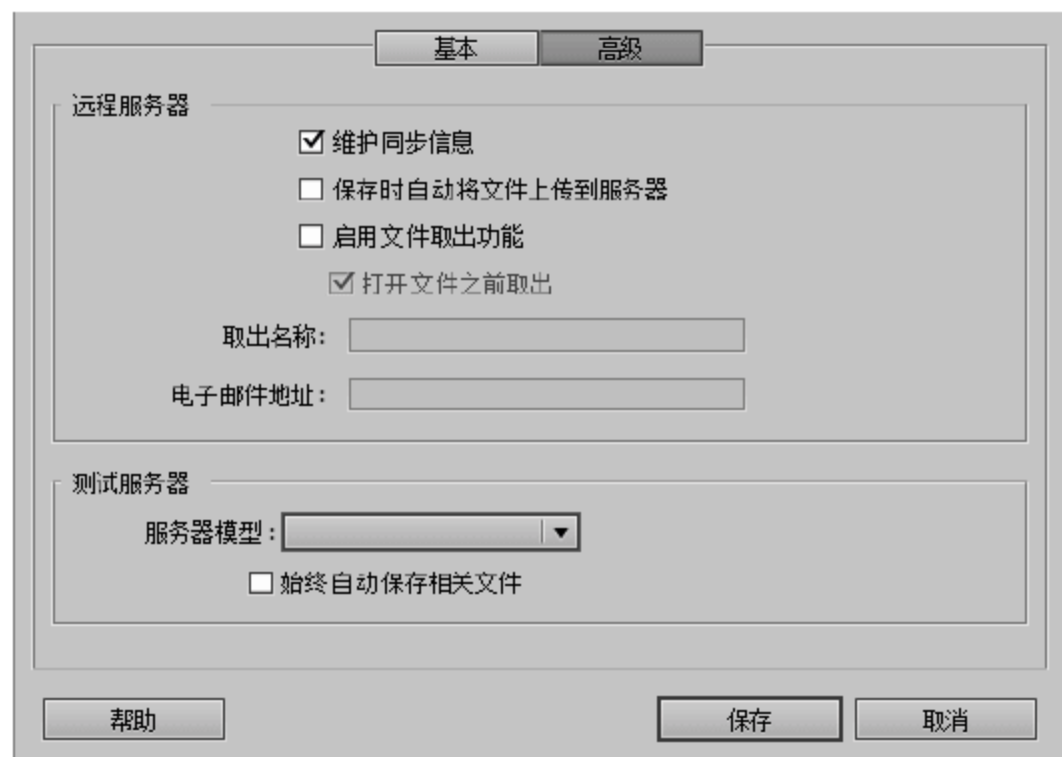 基本 高级
远程服务器
维护同步信息
保存时自动将文件上传到服务器
启用文件取出功能
打开文件之前取出
取出名称:
电子邮件地址:
测试服务器
服务器模型:
始终自动保存相关文件
帮助 保存 取消